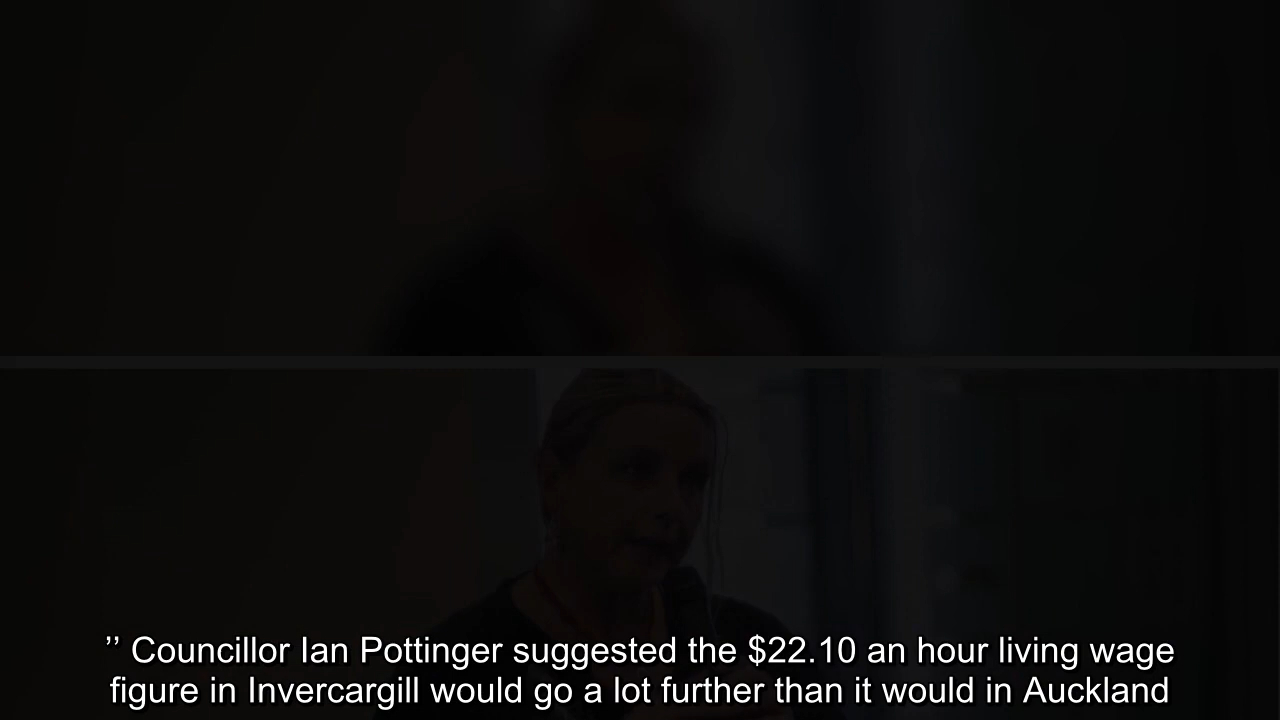 ’’ Councillor Ian Pottinger suggested the $22.10 an hour living wage
figure in Invercargill would go a lot further than it would in Auckland